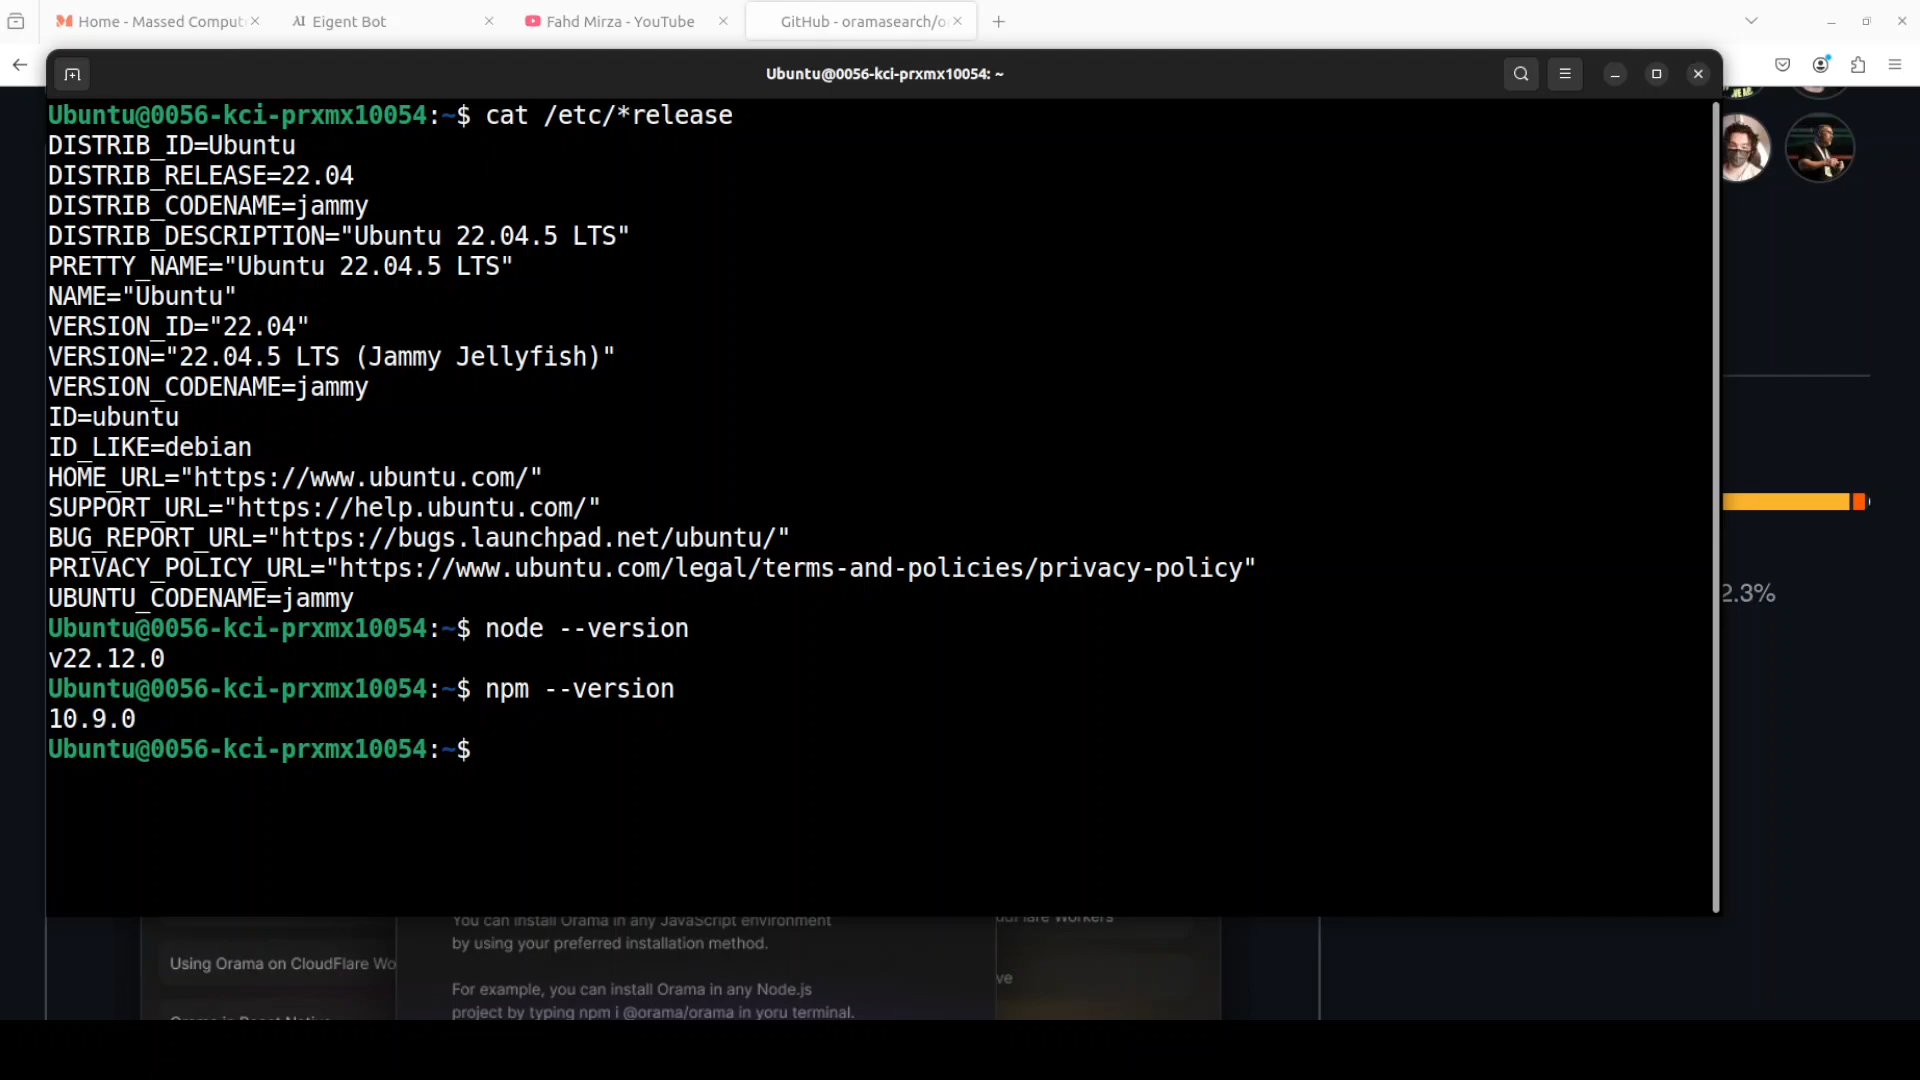 Home - Massed Comput
AI Eigent Bot
Fahd Mirza - YouTube
GitHub - oramasearch/o
Ubuntu@0056-kci-prxmx10054: ~
Ubuntu@0056-kci-prxmx10054:~$ cat /etc/*release
DISTRIB_ID=Ubuntu
DISTRIB_RELEASE=22.04
DISTRIB_CODENAME=jammy
DISTRIB_DESCRIPTION="Ubuntu 22.04.5 LTS"
PRETTY_NAME="Ubuntu 22.04.5 LTS"
NAME="Ubuntu"
VERSION_ID="22.04"
VERSION="22.04.5 LTS (Jammy Jellyfish)"
VERSION_CODENAME=jammy
ID=ubuntu
ID_LIKE=debian
HOME_URL="https://www.ubuntu.com/"
SUPPORT_URL="https://help.ubuntu.com/"
BUG_REPORT_URL="https://bugs.launchpad.net/ubuntu/"
PRIVACY_POLICY_URL="https://www.ubuntu.com/legal/terms-and-policies/privacy-policy"
UBUNTU_CODENAME=jammy
Ubuntu@0056-kci-prxmx10054:~$ node --version
v22.12.0
Ubuntu@0056-kci-prxmx10054:~$ npm --version
10.9.0
Ubuntu@0056-kci-prxmx10054:~$
2.3%
You can install Orama in any JavaScript environment
by using your preferred installation method.
Using Orama on CloudFlare Wo
For example, you can install Orama in any Node.js
project by typing npm i @orama/orama in yoru terminal.